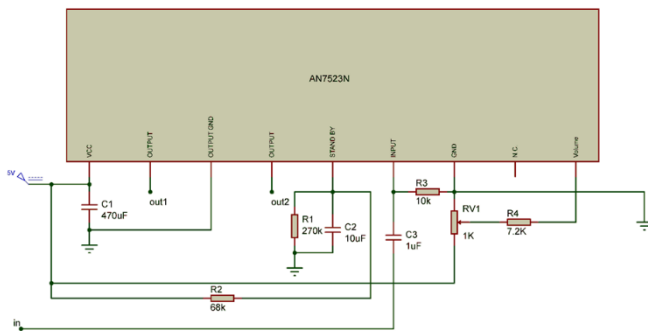 AN7523N
VCC
OUTPUT
OUTPUT GND
OUTPUT
STAND BY
INPUT
GND
N.C.
Volume
5V
C1
470uF
out1
out2
R1
270k
C2
10uF
R3
10k
C3
1uF
RV1
1K
R4
7.2K
R2
68k
in